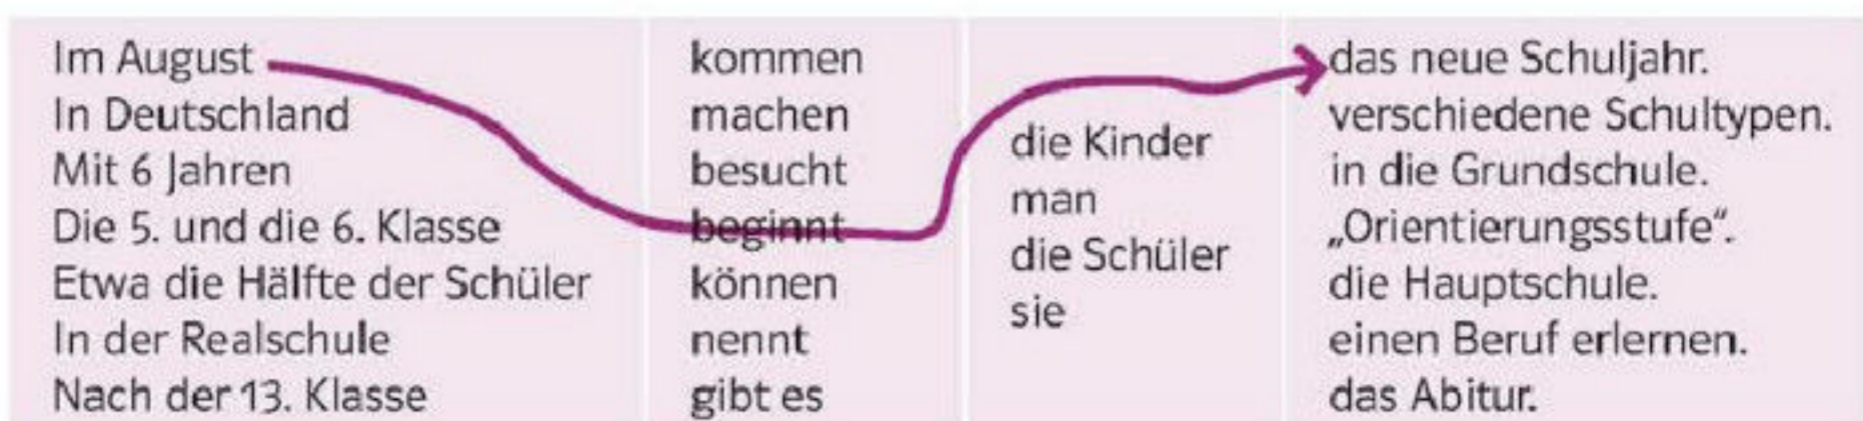 Im August
In Deutschland
Mit 6 Jahren
Die 5. und die 6. Klasse
Etwa die Hälfte der Schüler
In der Realschule
Nach der 13. Klasse
kommen
machen
besucht
beginnt
können
nennt
gibt es
die Kinder
man
die Schüler
sie
das neue Schuljahr.
verschiedene Schultypen.
in die Grundschule.
„Orientierungsstufe“.
die Hauptschule.
einen Beruf erlernen.
das Abitur.